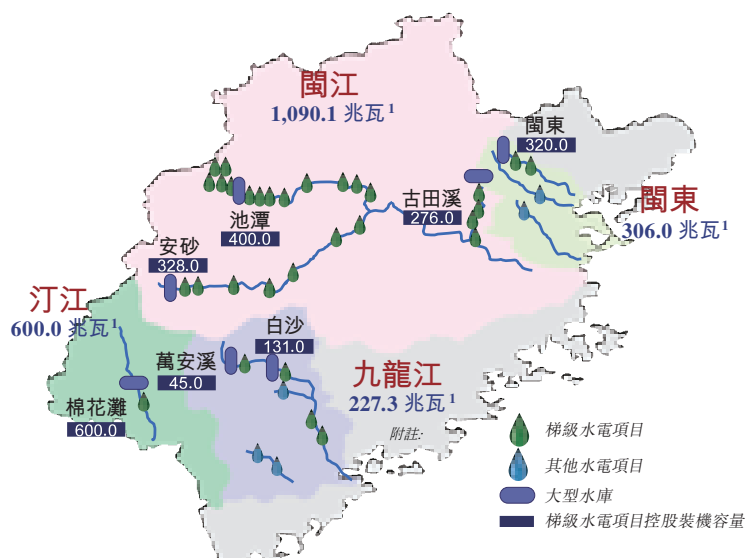 閩江
1,090.1 兆瓦1
閩東
320.0
古田溪
276.0
閩東
306.0 兆瓦1
池潭
400.0
安砂
328.0
汀江
600.0 兆瓦1
白沙
131.0
萬安溪
45.0
九龍江
227.3 兆瓦1
棉花灘
600.0
附註:
梯級水電項目
其他水電項目
大型水庫
梯級水電項目控股裝機容量